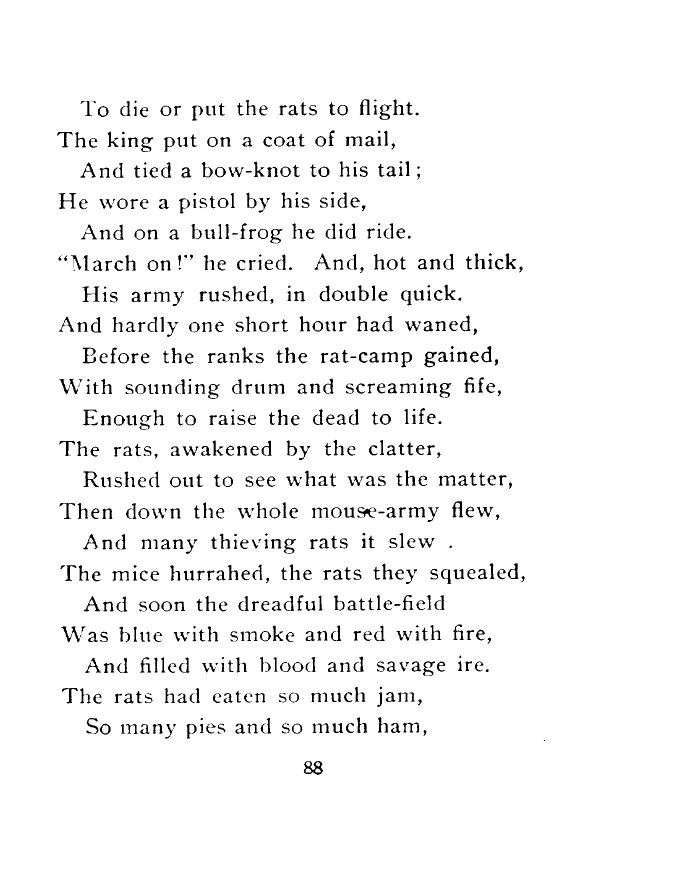 To die or put the rats to flight.
The king put on a coat of mail,
And tied a bow-knot to his tail;
He wore a pistol by his side,
And on a bull-frog he did ride.
“March on!” he cried. And, hot and thick,
His army rushed, in double quick.
And hardly one short hour had waned,
Before the ranks the rat-camp gained,
With sounding drum and screaming fife,
Enough to raise the dead to life.
The rats, awakened by the clatter,
Rushed out to see what was the matter,
Then down the whole mouse-army flew,
And many thieving rats it slew .
The mice hurrahed, the rats they squealed,
And soon the dreadful battle-field
Was blue with smoke and red with fire,
And filled with blood and savage ire.
The rats had eaten so much jam,
So many pies and so much ham,
88